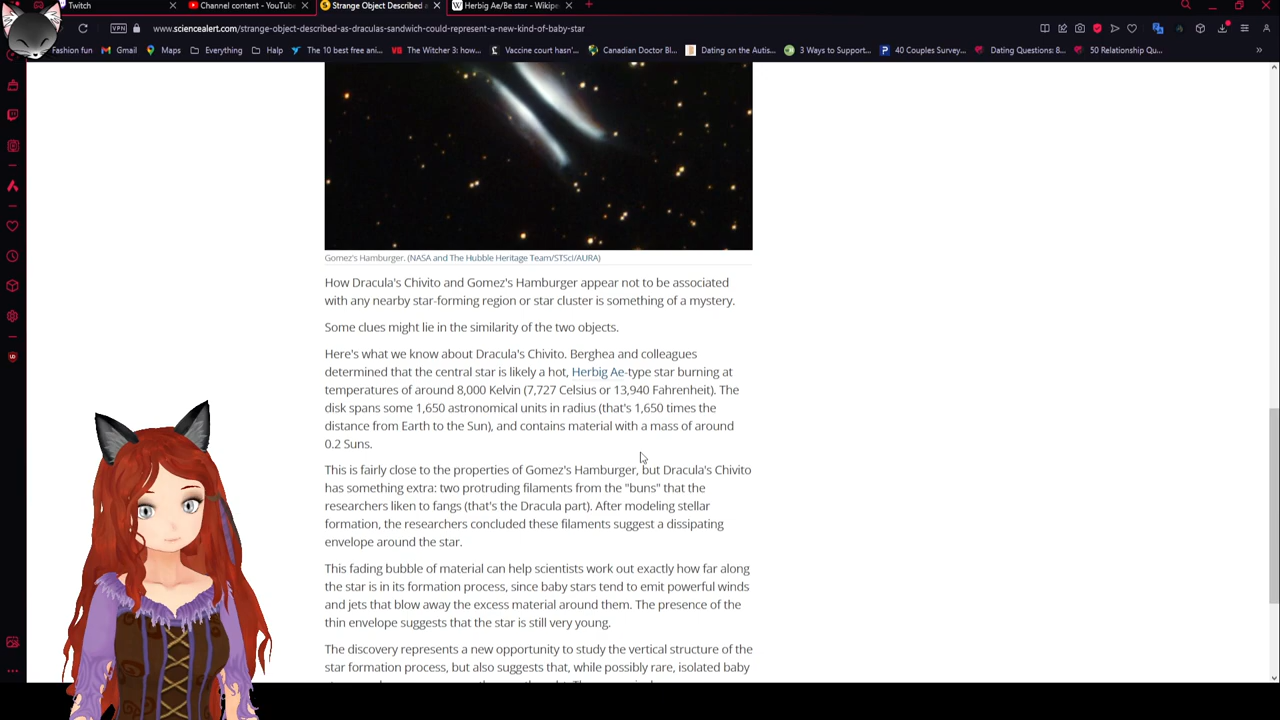 Twitch
Channel content - YouTube
Strange Object Described
Herbig Ae/Be star - Wikipe
VPN
www.sciencealert.com/strange-object-described-as-draculas-sandwich-could-represent-a-new-kind-of-baby-star
Fashion fun
Gmail
Maps
Everything
Halp
The 10 best free ani...
The Witcher 3: how...
Vaccine court hasn'...
Canadian Doctor Bl...
Dating on the Autis...
3 Ways to Support...
40 Couples Survey...
Dating Questions: 8...
50 Relationship Qu...
Gomez's Hamburger. (NASA and The Hubble Heritage Team/STScI/AURA)
How Dracula's Chivito and Gomez's Hamburger appear not to be associated
with any nearby star-forming region or star cluster is something of a mystery.
Some clues might lie in the similarity of the two objects.
Here's what we know about Dracula's Chivito. Berghea and colleagues
determined that the central star is likely a hot, Herbig Ae-type star burning at
temperatures of around 8,000 Kelvin (7,727 Celsius or 13,940 Fahrenheit). The
disk spans some 1,650 astronomical units in radius (that's 1,650 times the
distance from Earth to the Sun), and contains material with a mass of around
0.2 Suns.
This is fairly close to the properties of Gomez's Hamburger, but Dracula's Chivito
has something extra: two protruding filaments from the "buns" that the
researchers liken to fangs (that's the Dracula part). After modeling stellar
formation, the researchers concluded these filaments suggest a dissipating
envelope around the star.
This fading bubble of material can help scientists work out exactly how far along
the star is in its formation process, since baby stars tend to emit powerful winds
and jets that blow away the excess material around them. The presence of the
thin envelope suggests that the star is still very young.
The discovery represents a new opportunity to study the vertical structure of the
star formation process, but also suggests that, while possibly rare, isolated baby